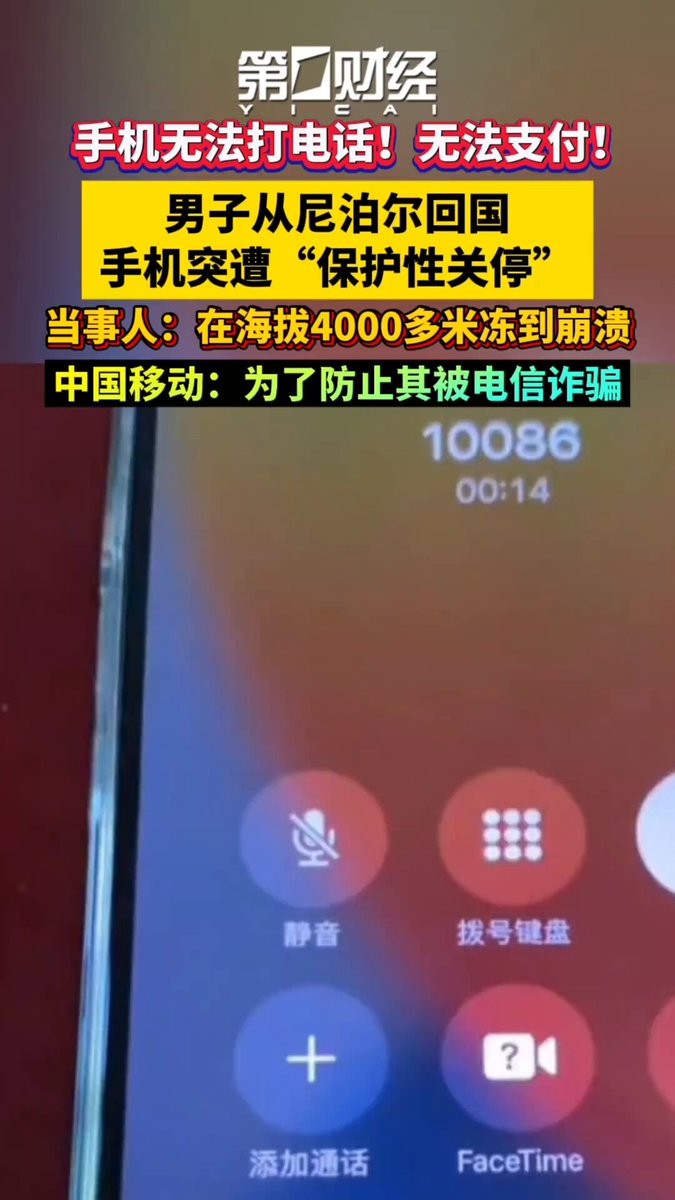 第一财经
YICAI
手机无法打电话！无法支付！
男子从尼泊尔回国
手机突遭“保护性关停”
当事人：在海拔4000多米冻到崩溃
中国移动：为了防止其被电信诈骗
10086
00:14
静音
拨号键盘
添加通话
FaceTime